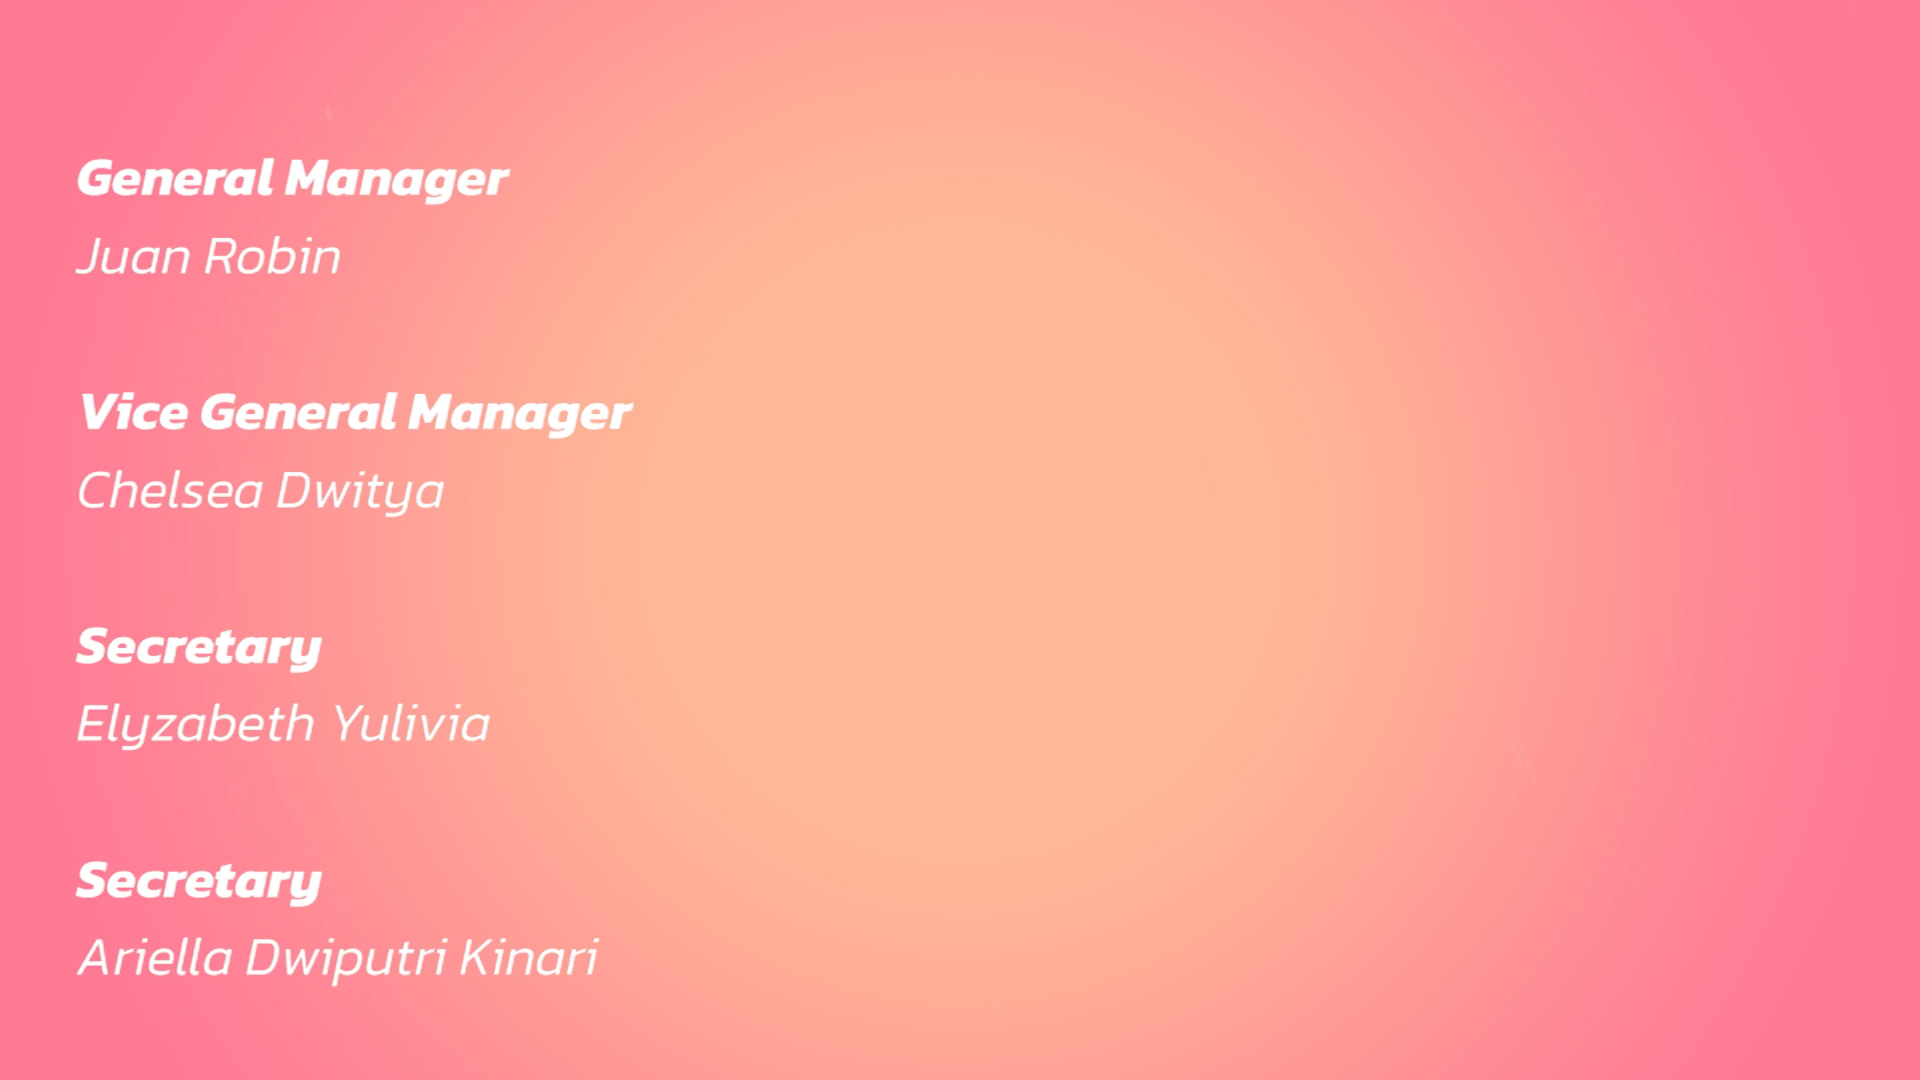 General Manager
Juan Robin
Vice General Manager
Chelsea Dwitya
Secretary
Elyzabeth Yulivia
Secretary
Ariella Dwiputri Kinari